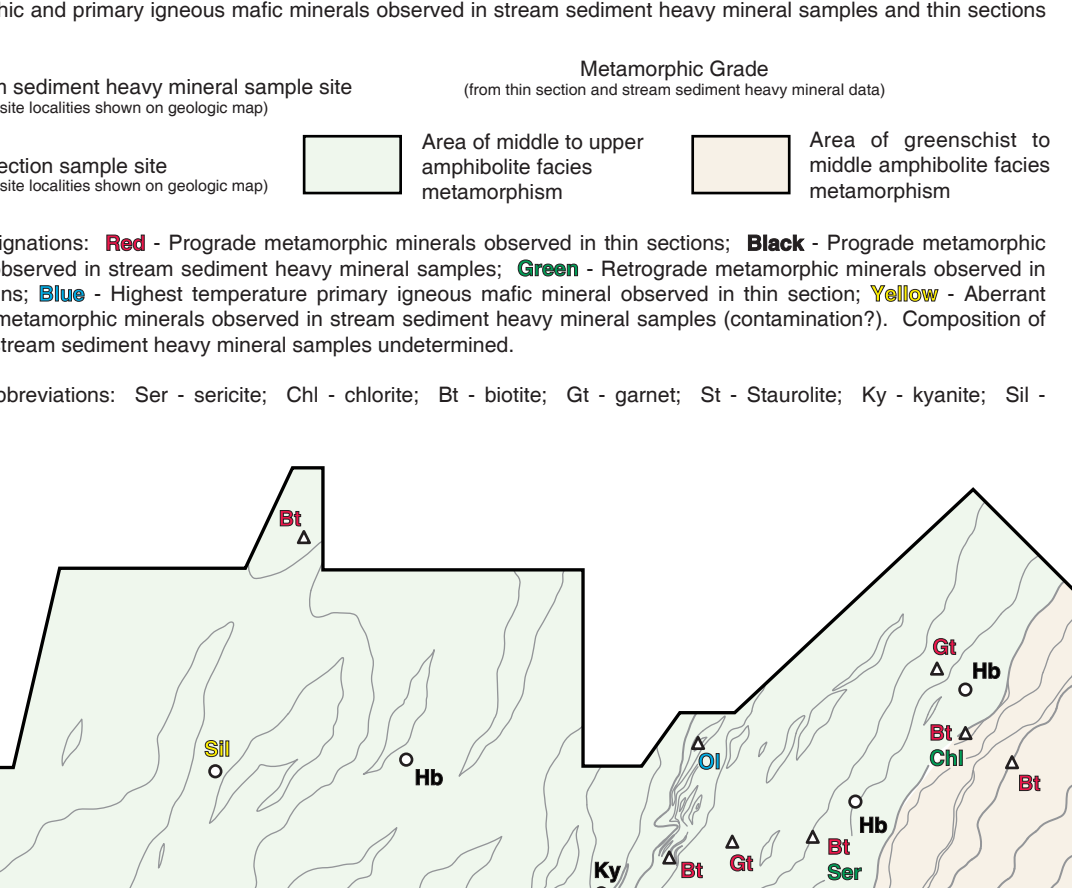 and primary igneous mafic minerals observed in stream sediment heavy mineral samples and thin sections
sediment heavy mineral sample site
site localities shown on geologic map)
Metamorphic Grade
(from thin section and stream sediment heavy mineral data)
sample site
site localities shown on geologic map)
Area of middle to upper
amphibolite facies
metamorphism
Area of greenschist to
middle amphibolite facies
metamorphism
Red - Prograde metamorphic minerals observed in thin sections; Black - Prograde metamorphic
observed in stream sediment heavy mineral samples; Green - Retrograde metamorphic minerals observed in
Blue - Highest temperature primary igneous mafic mineral observed in thin section; Yellow - Aberrant
metamorphic minerals observed in stream sediment heavy mineral samples (contamination?). Composition of
stream sediment heavy mineral samples undetermined.
Ser - sericite; Chl - chlorite; Bt - biotite; Gt - garnet; St - Staurolite; Ky - kyanite; Sil -
Bt
Gt
Hb
Bt
Chl
Sil
Ol
Hb
Bt
Hb
Bt
Gt
Ky
Bt
Ser